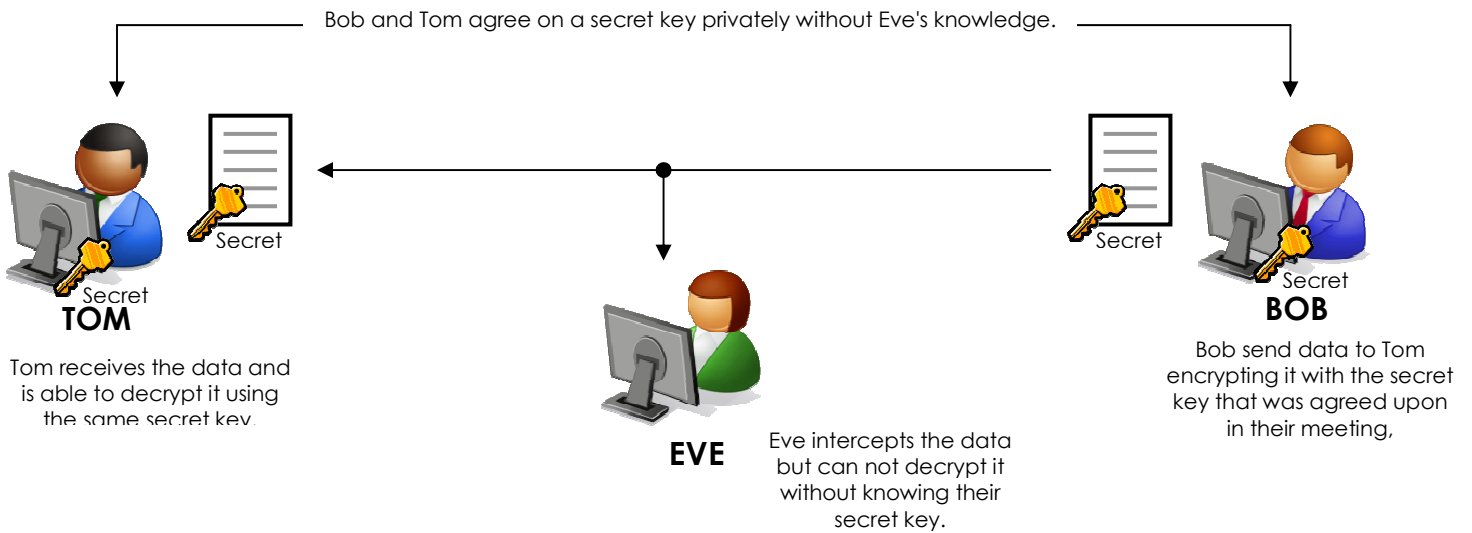 Bob and Tom agree on a secret key privately without Eve's knowledge.
Secret
Secret
TOM
Tom receives the data and
is able to decrypt it using
the same secret key.
EVE
Eve intercepts the data
but can not decrypt it
without knowing their
secret key.
Secret
Secret
BOB
Bob send data to Tom
encrypting it with the secret
key that was agreed upon
in their meeting,